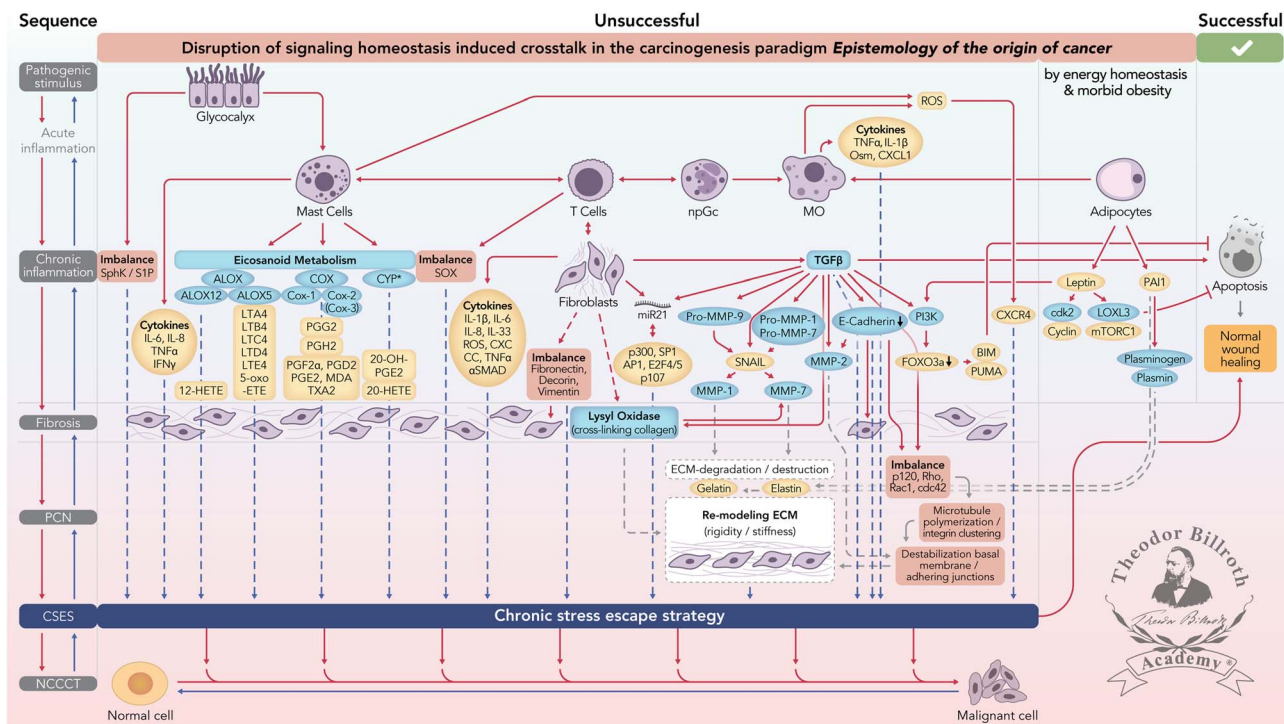 Sequence
Unsuccessful
Successful
Disruption of signaling homeostasis induced crosstalk in the carcinogenesis paradigm Epistemology of the origin of cancer
Pathogenic
stimulus
Acute
inflammation
Chronic
inflammation
Fibrosis
PCN
CSES
NCCCT
by energy homeostasis
& morbid obesity
Glycocalyx
ROS
Cytokines
TNFα, IL-1β
Osm, CXCL1
Mast Cells
T Cells
npGc
MO
Adipocytes
Imbalance
SphK / S1P
Eicosanoid Metabolism
ALOX
COX
CYP*
ALOX12
ALOX5
Cox-1
Cox-2
(Cox-3)
Imbalance
SOX
Fibroblasts
TGFβ
Leptin
PAI1
Apoptosis
Cytokines
IL-6, IL-8
TNFα
IFNγ
LTA4
LTB4
LTC4
LTD4
LTE4
5-oxo
-ETE
12-HETE
PGG2
PGH2
PGF2α, PGD2
PGE2, MDA
TXA2
20-OH-
PGE2
20-HETE
Cytokines
IL-1β, IL-6
IL-8, IL-33
ROS, CXC
CC, TNFα
αSMAD
miR21
Pro-MMP-9
Pro-MMP-1
Pro-MMP-7
E-Cadherin
PI3K
CXCR4
cdk2
Cyclin
LOXL3
mTORC1
Imbalance
Fibronectin,
Decorin,
Vimentin
p300, SP1
AP1, E2F4/5
p107
SNAIL
MMP-2
FOXO3a
BIM
PUMA
MMP-1
MMP-7
Plasminogen
Plasmin
Normal
wound
healing
Lysyl Oxidase
(cross-linking collagen)
ECM-degradation / destruction
Gelatin
Elastin
Imbalance
p120, Rho,
Rac1, cdc42
Re-modeling ECM
(rigidity / stiffness)
Microtubule
polymerization /
integrin clustering
Destabilization basal
membrane /
adhering junctions
Chronic stress escape strategy
Normal cell
Malignant cell
Theodor Billroth
Academy®